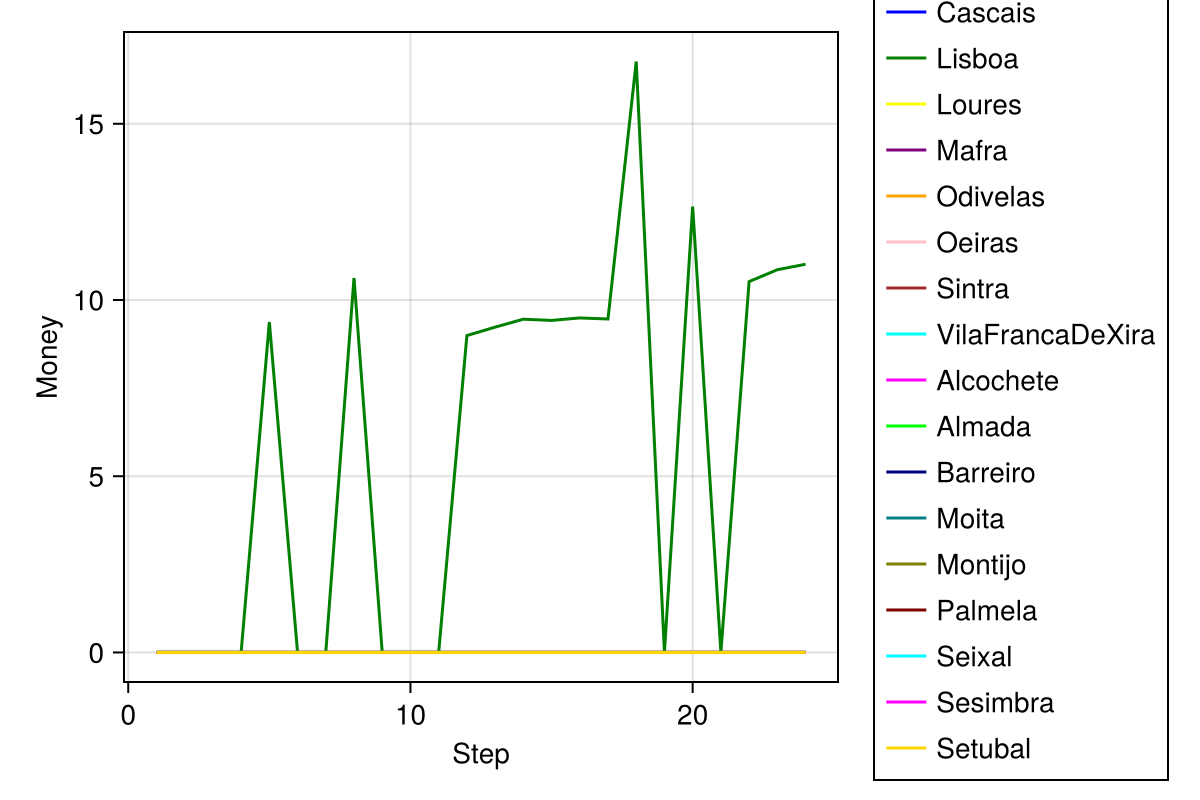 Money
15
10
5
0
0
10
20
Step
Cascais
Lisboa
Loures
Mafra
Odivelas
Oeiras
Sintra
VilaFrancaDeXira
Alcochete
Almada
Barreiro
Moita
Montijo
Palmela
Seixal
Sesimbra
Setubal